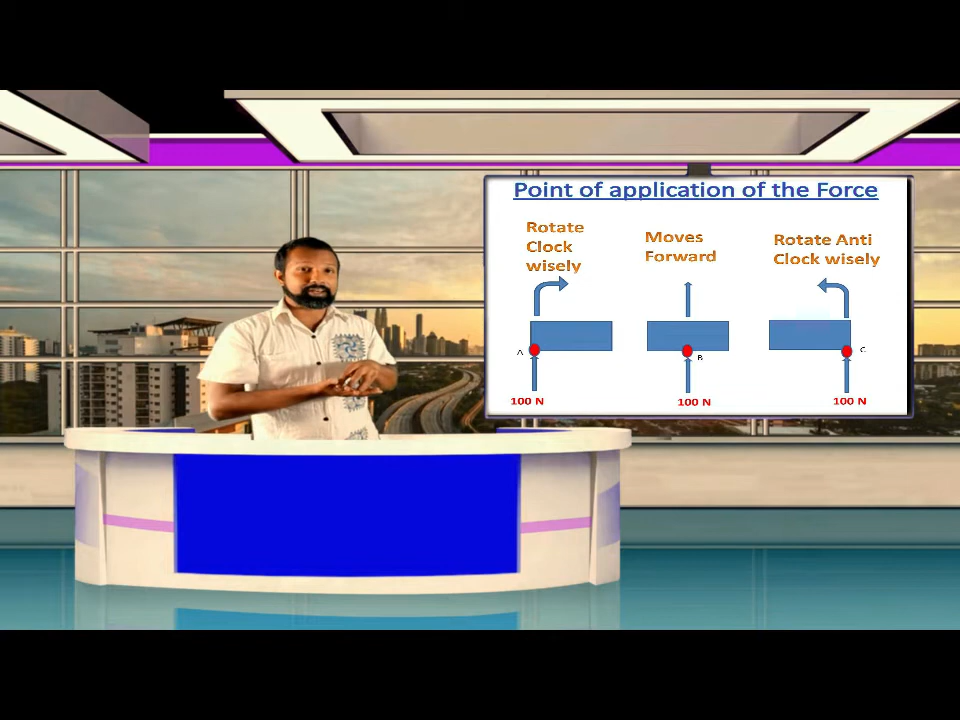 Point of application of the Force
Rotate
Clock
wisely
Moves
Forward
Rotate Anti
Clock wisely
A
B
C
100 N
100 N
100 N